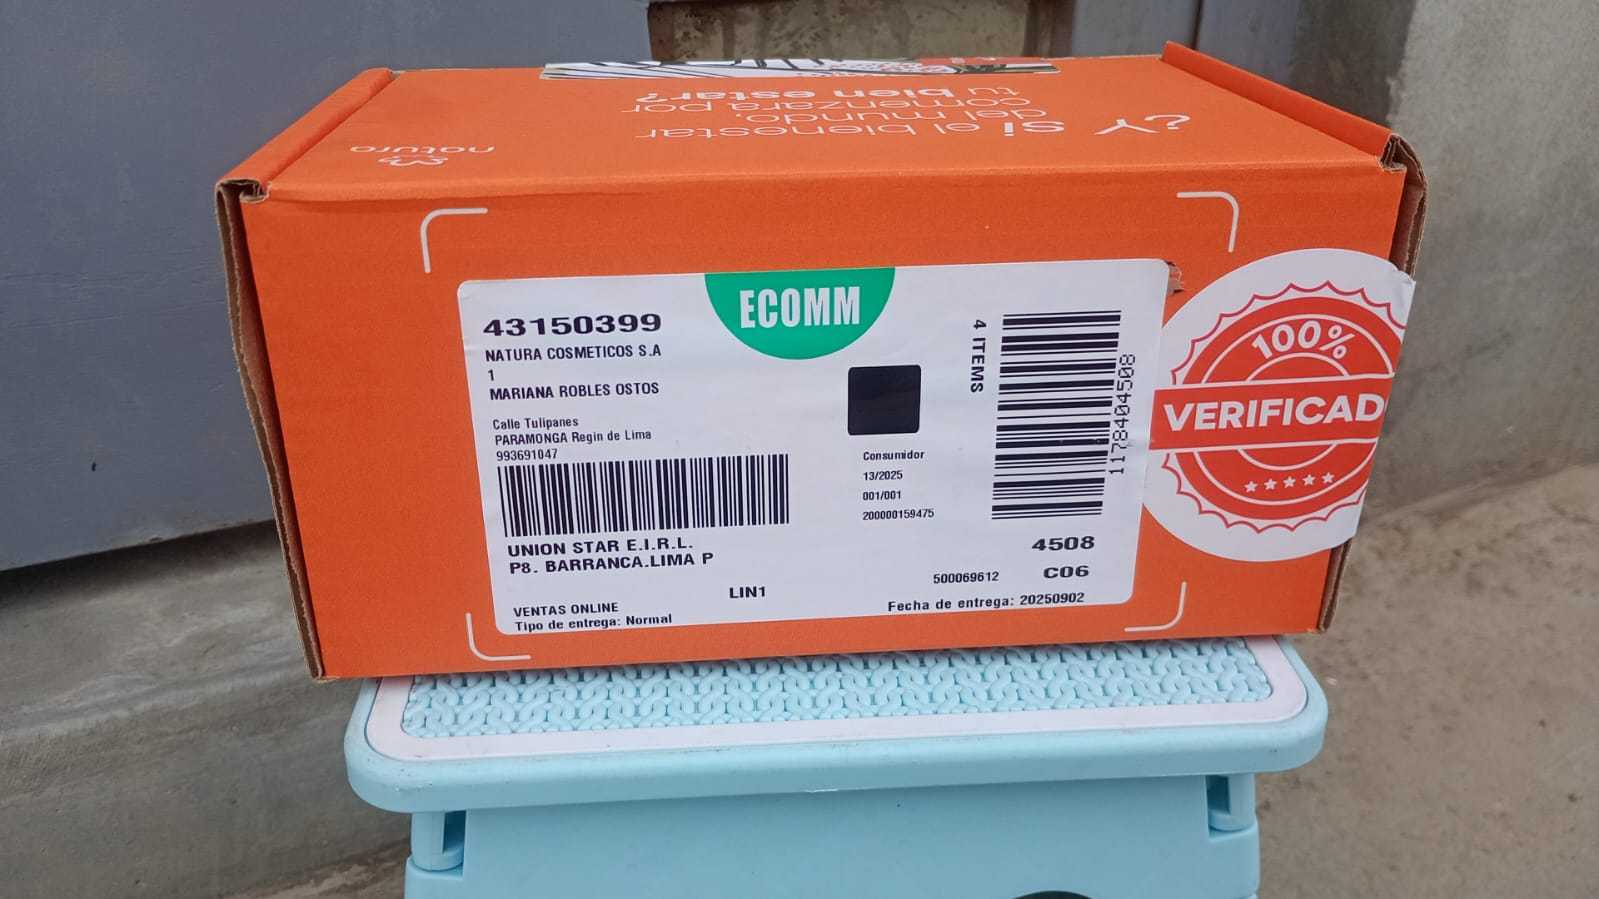 ¿Y si el bienestar
del mundo,
comenzara por
tu bien estar?
natura
ECOMM
43150399
NATURA COSMETICOS S.A
1
MARIANA ROBLES OSTOS
Calle Tulipanes
PARAMONGA Regin de Lima
993691047
UNION STAR E.I.R.L.
P8. BARRANCA.LIMA P
LIN1
VENTAS ONLINE
Tipo de entrega: Normal
Consumidor
13/2025
001/001
200000159475
4 ITEMS
1178404508
4508
500069612
C06
Fecha de entrega: 20250902
100%
VERIFICAD